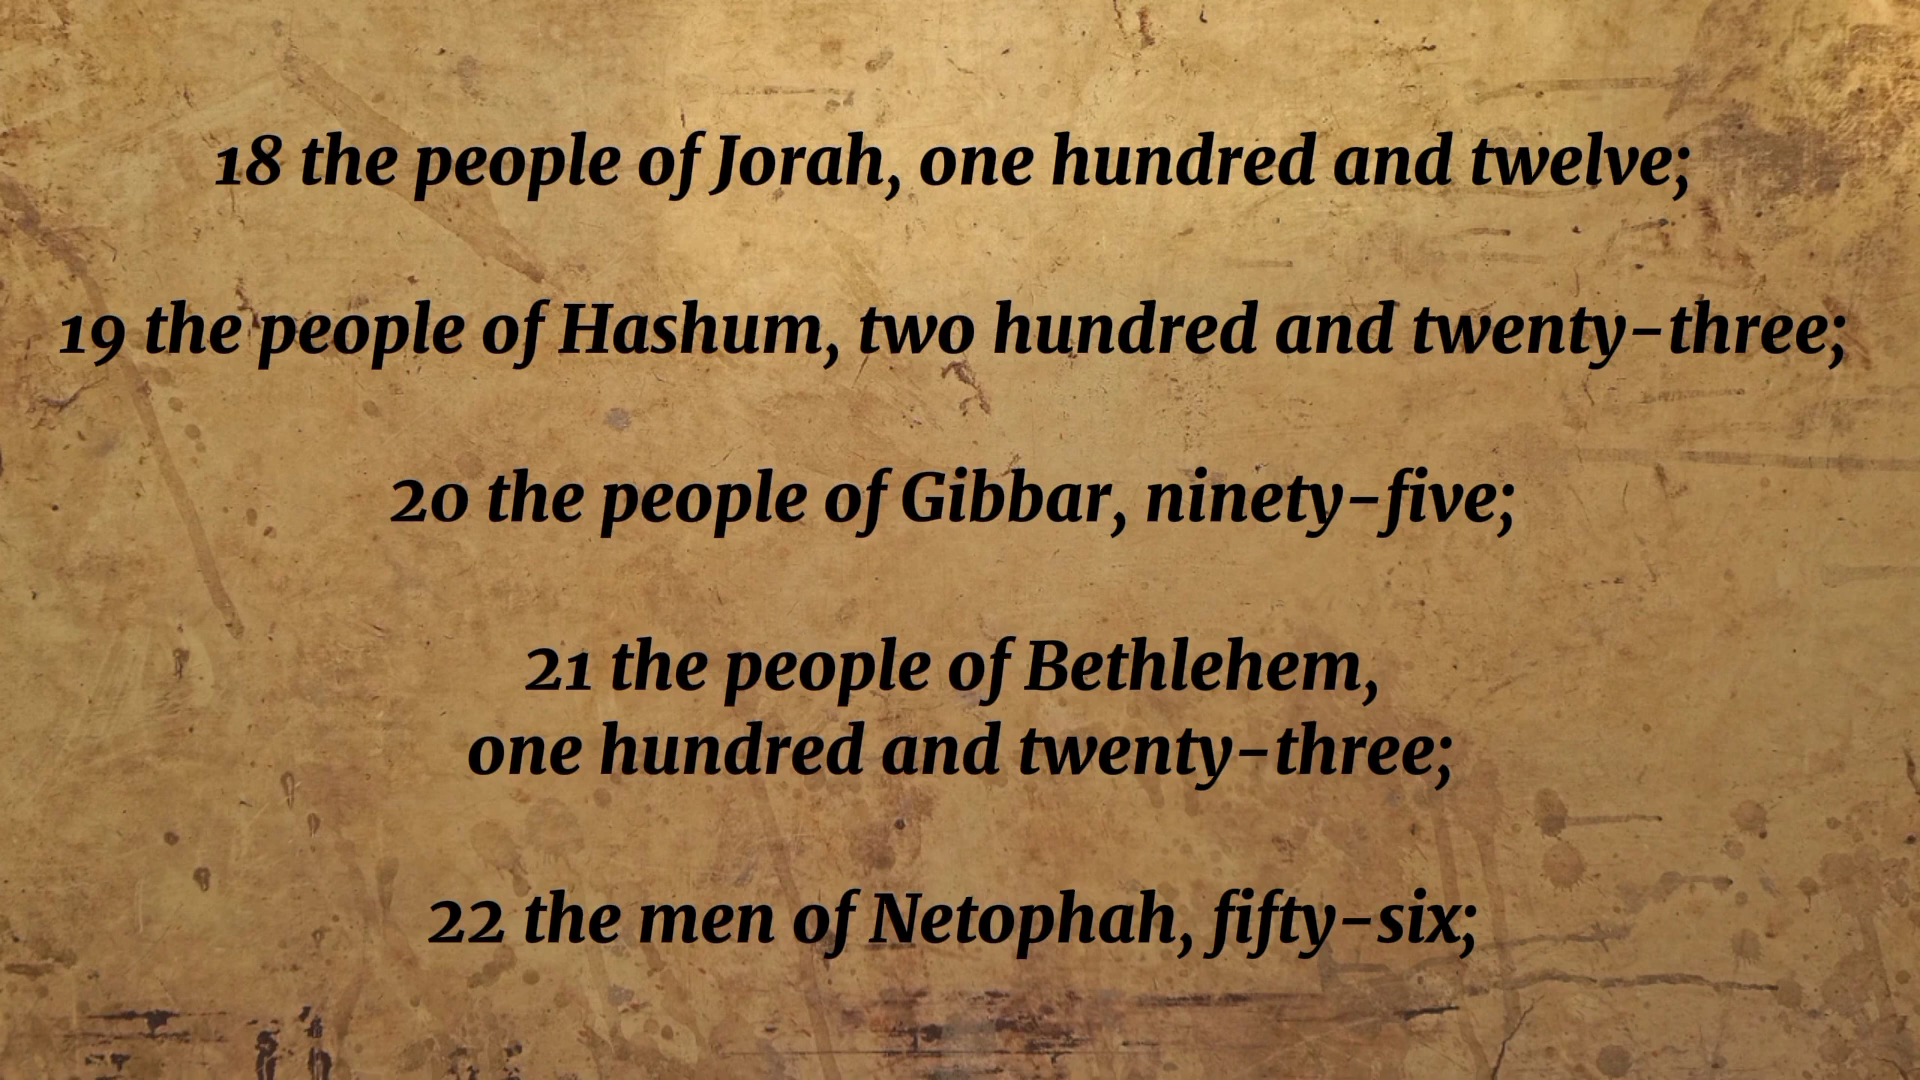 18 the people of Jorah, one hundred and twelve;
19 the people of Hashum, two hundred and twenty-three;
20 the people of Gibbar, ninety-five;
21 the people of Bethlehem,
one hundred and twenty-three;
22 the men of Netophah, fifty-six;